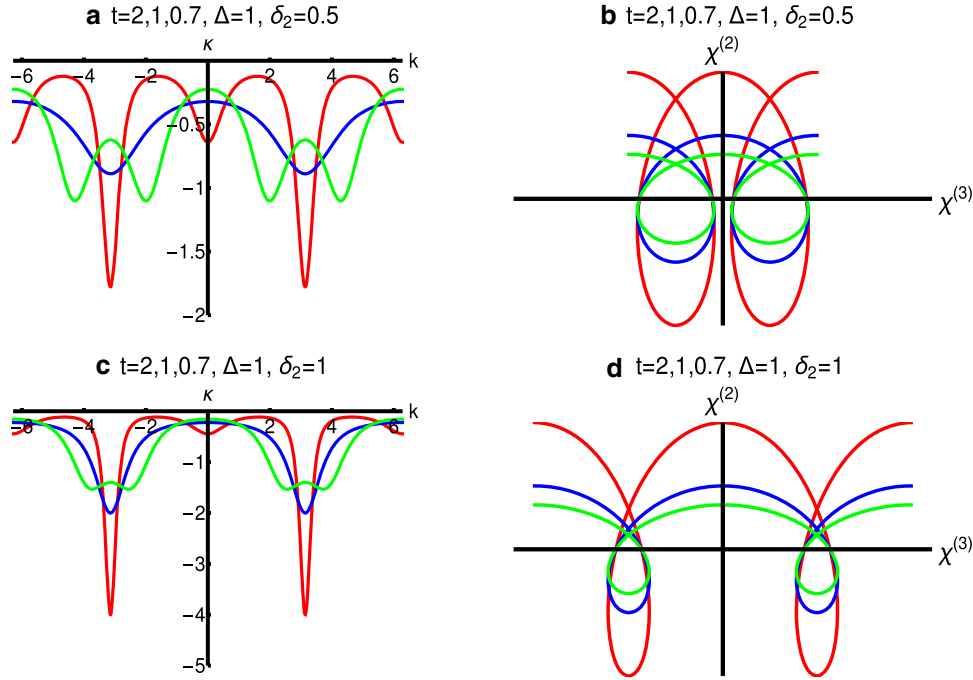 a t=2,1,0.7, Δ=1, δ₂=0.5
κ
k
−6 −4 −2 2 4 6
−0.5
−1
−1.5
−2
b t=2,1,0.7, Δ=1, δ₂=0.5
χ⁽²⁾
χ⁽³⁾
c t=2,1,0.7, Δ=1, δ₂=1
κ
k
−6 −4 −2 2 4 6
−1
−2
−3
−4
−5
d t=2,1,0.7, Δ=1, δ₂=1
χ⁽²⁾
χ⁽³⁾